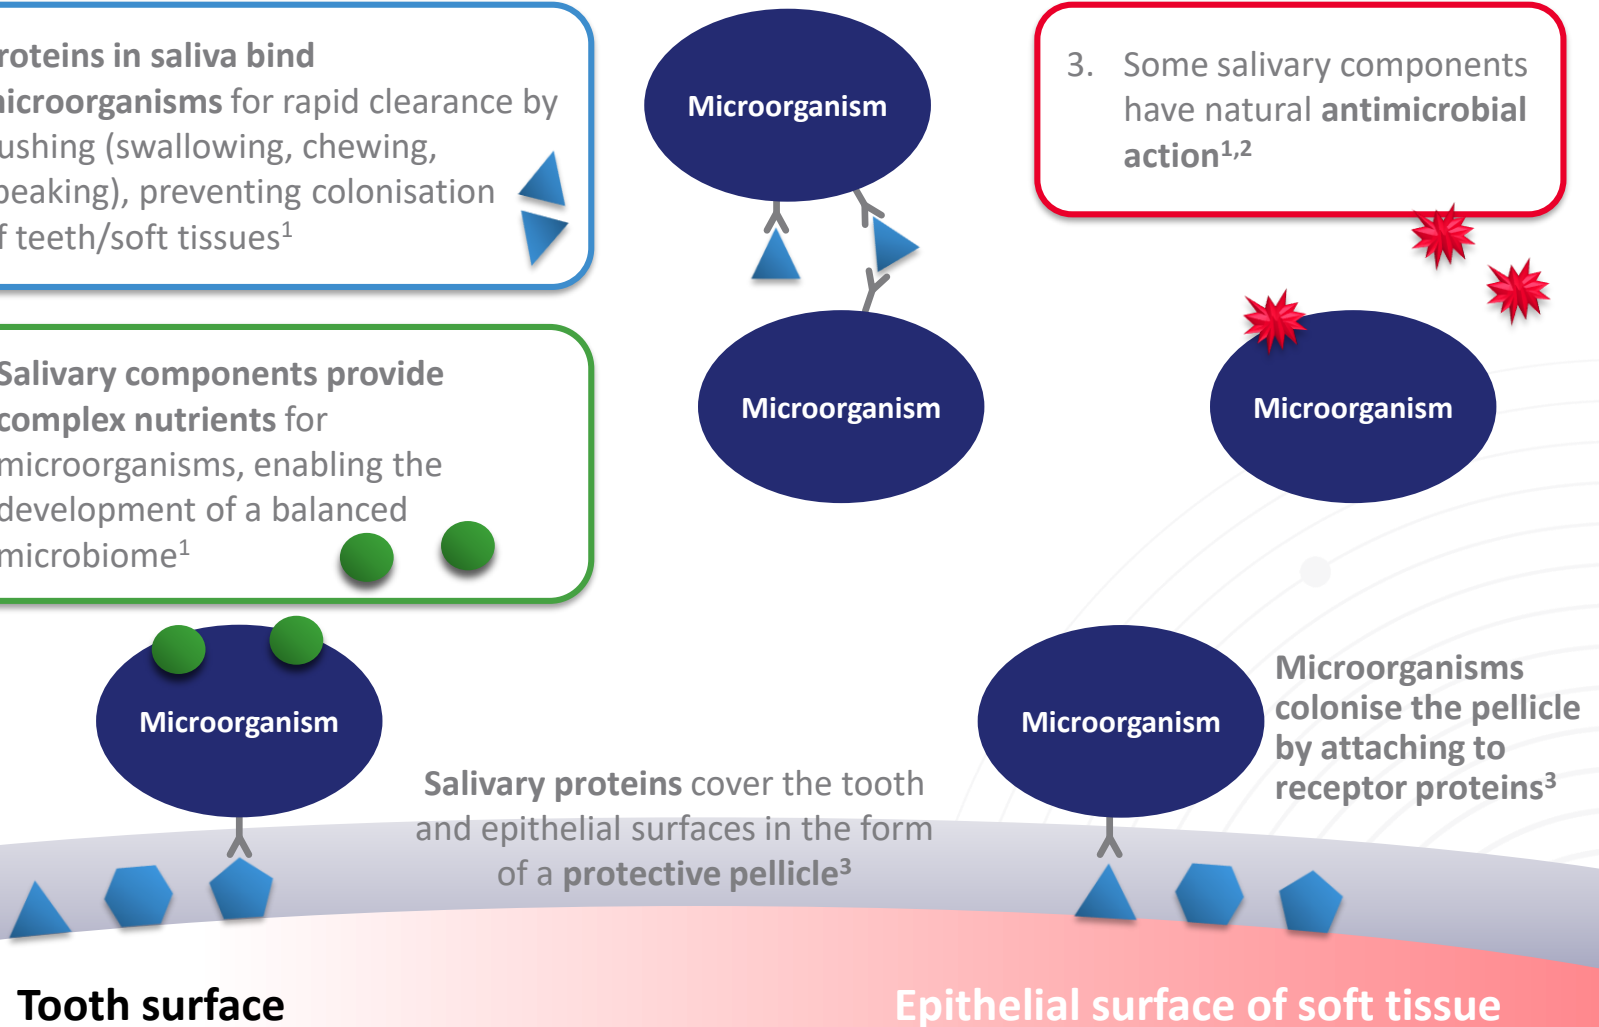 roteins in saliva bind
icroorganisms for rapid clearance by
ushing (swallowing, chewing,
peaking), preventing colonisation
f teeth/soft tissues1
Microorganism
3. Some salivary components
have natural antimicrobial
action1,2
Salivary components provide
complex nutrients for
microorganisms, enabling the
development of a balanced
microbiome1
Microorganism
Microorganism
Microorganism
Microorganism
Microorganisms
colonise the pellicle
by attaching to
receptor proteins3
Salivary proteins cover the tooth
and epithelial surfaces in the form
of a protective pellicle3
Tooth surface
Epithelial surface of soft tissue